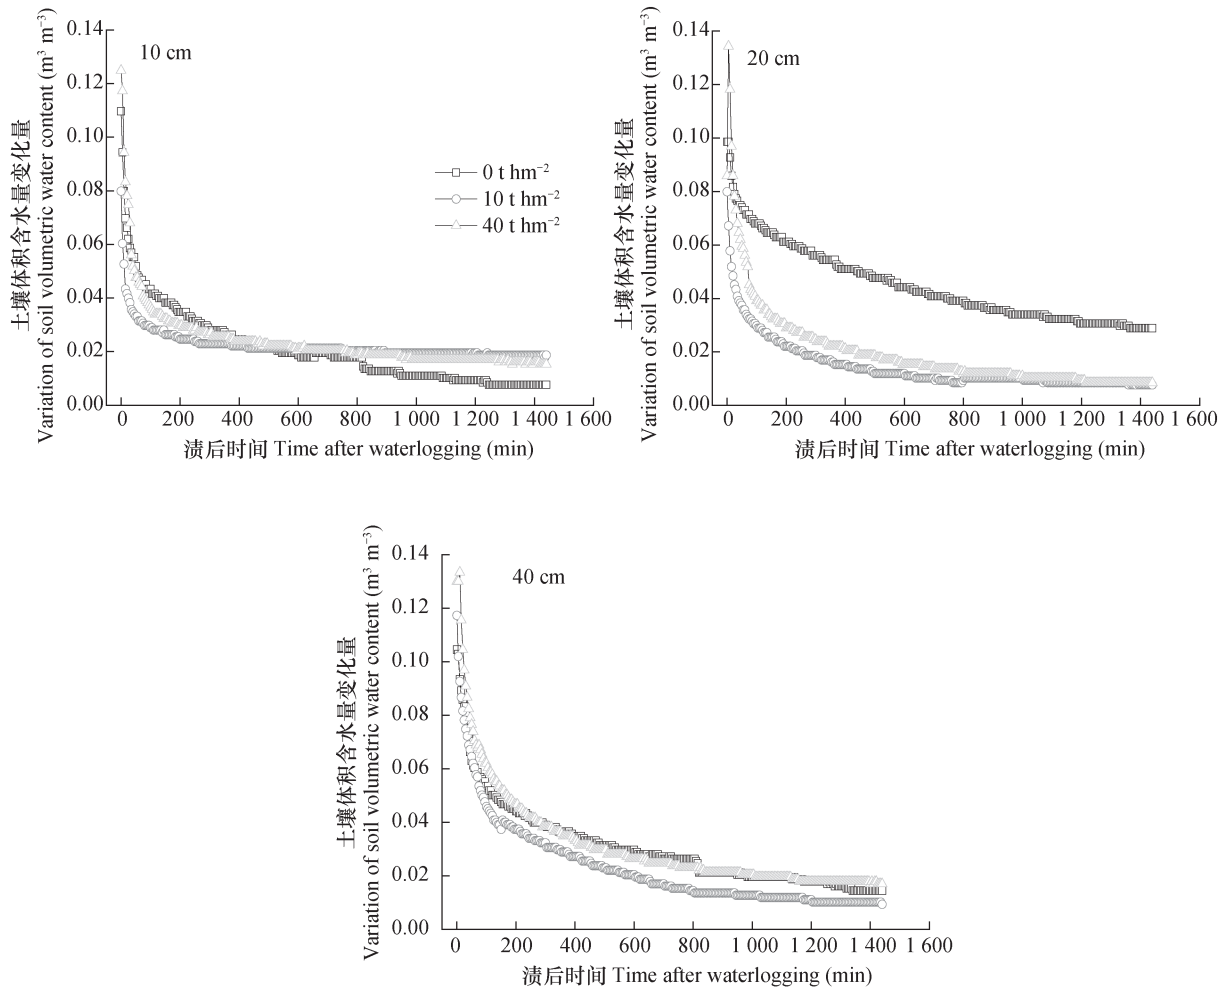 土壤体积含水量变化量
Variation of soil volumetric water content (m³ m⁻³)
0.14
0.12
0.10
0.08
0.06
0.04
0.02
0.00
10 cm
0 t hm⁻²
10 t hm⁻²
40 t hm⁻²
0 200 400 600 800 1 000 1 200 1 400 1 600
渍后时间 Time after waterlogging (min)
土壤体积含水量变化量
Variation of soil volumetric water content (m³ m⁻³)
0.14
0.12
0.10
0.08
0.06
0.04
0.02
0.00
20 cm
0 200 400 600 800 1 000 1 200 1 400 1 600
渍后时间 Time after waterlogging (min)
土壤体积含水量变化量
Variation of soil volumetric water content (m³ m⁻³)
0.14
0.12
0.10
0.08
0.06
0.04
0.02
0.00
40 cm
0 200 400 600 800 1 000 1 200 1 400 1 600
渍后时间 Time after waterlogging (min)